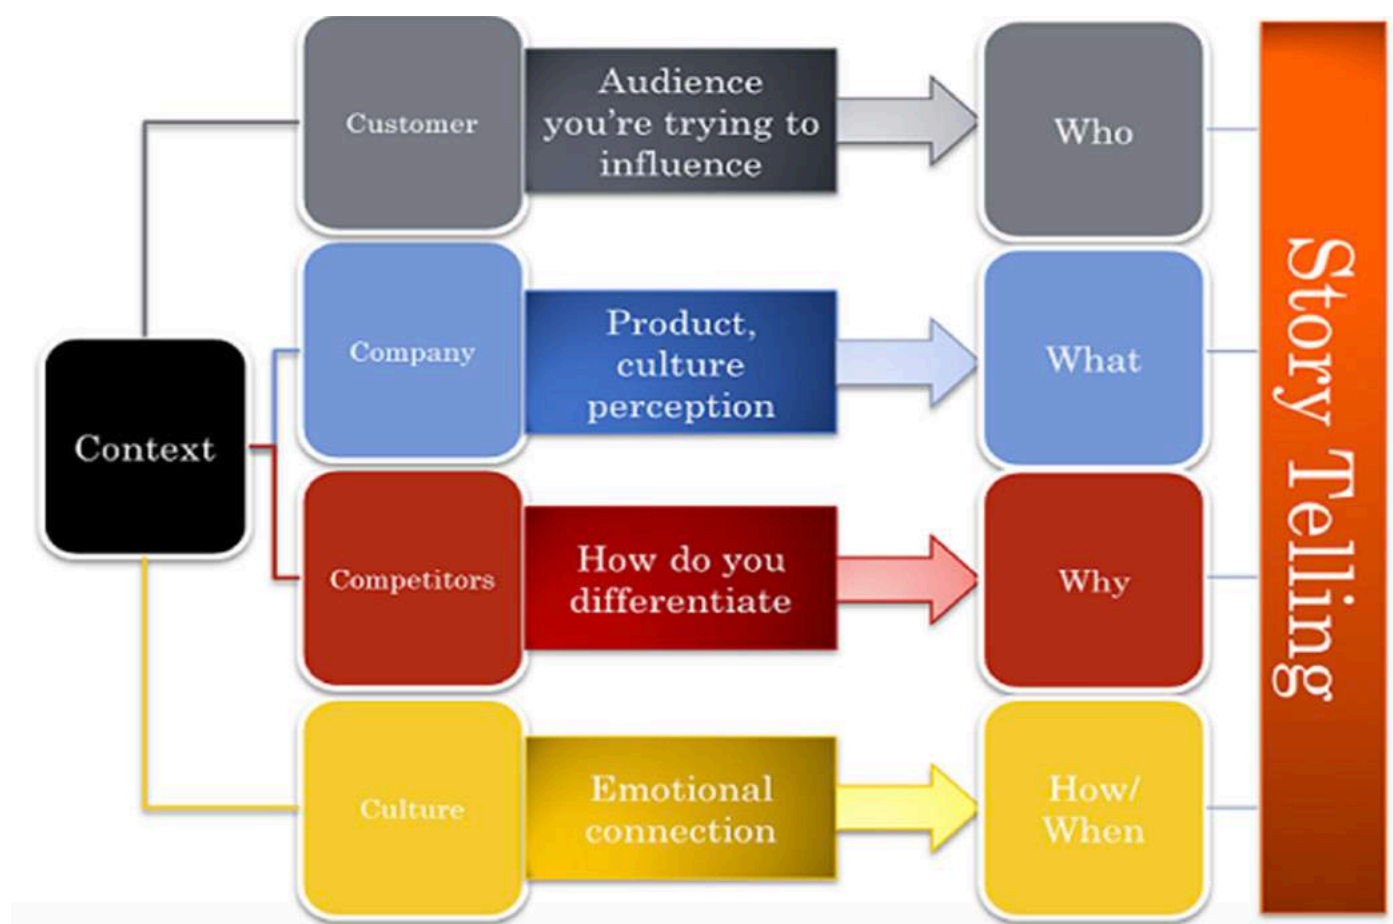 Context
Customer
Audience
you're trying to
influence
Who
Company
Product,
culture
perception
What
Competitors
How do you
differentiate
Why
Culture
Emotional
connection
How/
When
Story Telling